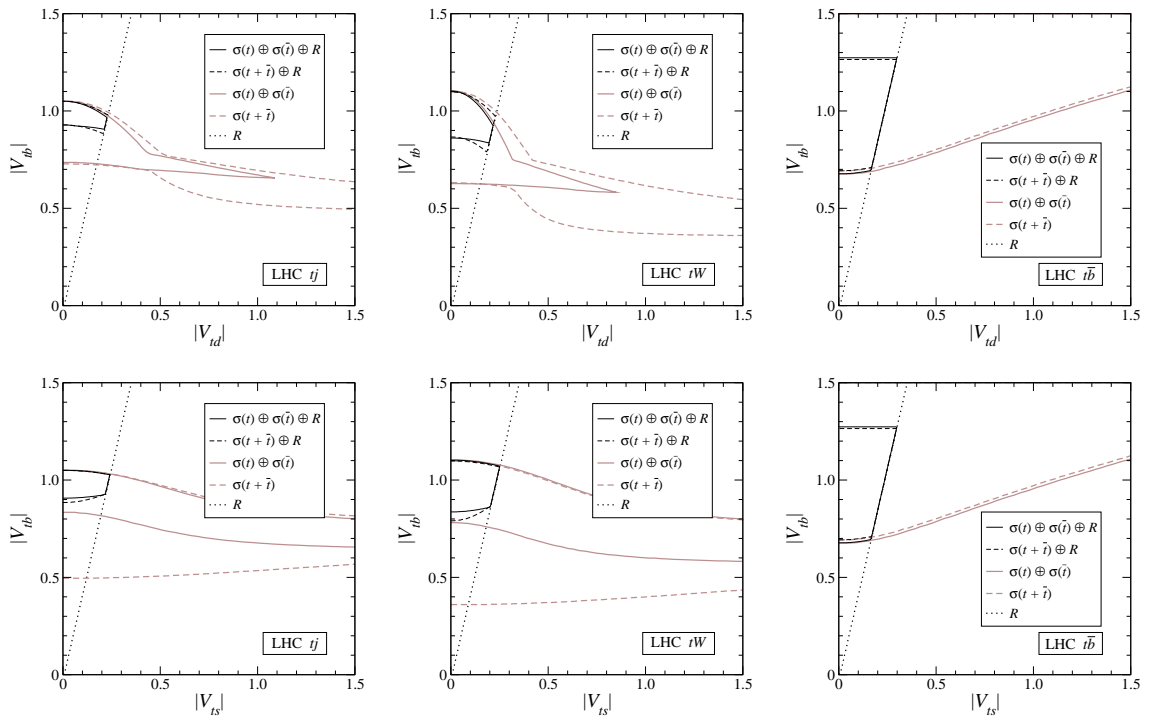 1.5
1.0
0.5
0
|V_tb|
σ(t) ⊕ σ(t̄) ⊕ R
σ(t + t̄) ⊕ R
σ(t) ⊕ σ(t̄)
σ(t + t̄)
R
LHC tj
0 0.5 1.0 1.5
|V_td|
1.5
1.0
0.5
0
|V_tb|
σ(t) ⊕ σ(t̄) ⊕ R
σ(t + t̄) ⊕ R
σ(t) ⊕ σ(t̄)
σ(t + t̄)
R
LHC tW
0 0.5 1.0 1.5
|V_td|
1.5
1.0
0.5
0
|V_tb|
σ(t) ⊕ σ(t̄) ⊕ R
σ(t + t̄) ⊕ R
σ(t) ⊕ σ(t̄)
σ(t + t̄)
R
LHC tb̄
0 0.5 1.0 1.5
|V_td|
1.5
1.0
0.5
0
|V_tb|
σ(t) ⊕ σ(t̄) ⊕ R
σ(t + t̄) ⊕ R
σ(t) ⊕ σ(t̄)
σ(t + t̄)
R
LHC tj
0 0.5 1.0 1.5
|V_ts|
1.5
1.0
0.5
0
|V_tb|
σ(t) ⊕ σ(t̄) ⊕ R
σ(t + t̄) ⊕ R
σ(t) ⊕ σ(t̄)
σ(t + t̄)
R
LHC tW
0 0.5 1.0 1.5
|V_ts|
1.5
1.0
0.5
0
|V_tb|
σ(t) ⊕ σ(t̄) ⊕ R
σ(t + t̄) ⊕ R
σ(t) ⊕ σ(t̄)
σ(t + t̄)
R
LHC tb̄
0 0.5 1.0 1.5
|V_ts|